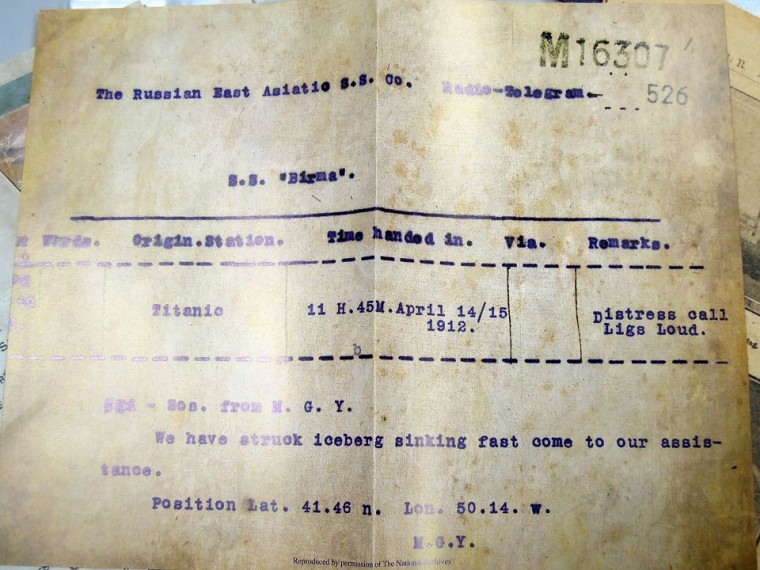 M16307
The Russian East Asiatic S.S. Co. Radio-Telegram.
526
S.S. "Birma".
Words. Origin.Station. Time handed in. Via. Remarks.
Titanic 11 H.45M.April 14/15 1912. Distress call Ligs Loud.
Cqd - Sos. from M. G. Y.
We have struck iceberg sinking fast come to our assis-
tance.
Position Lat. 41.46 n. Lon. 50.14. w.
M.G.Y.
Reproduced by permission of The National Archives